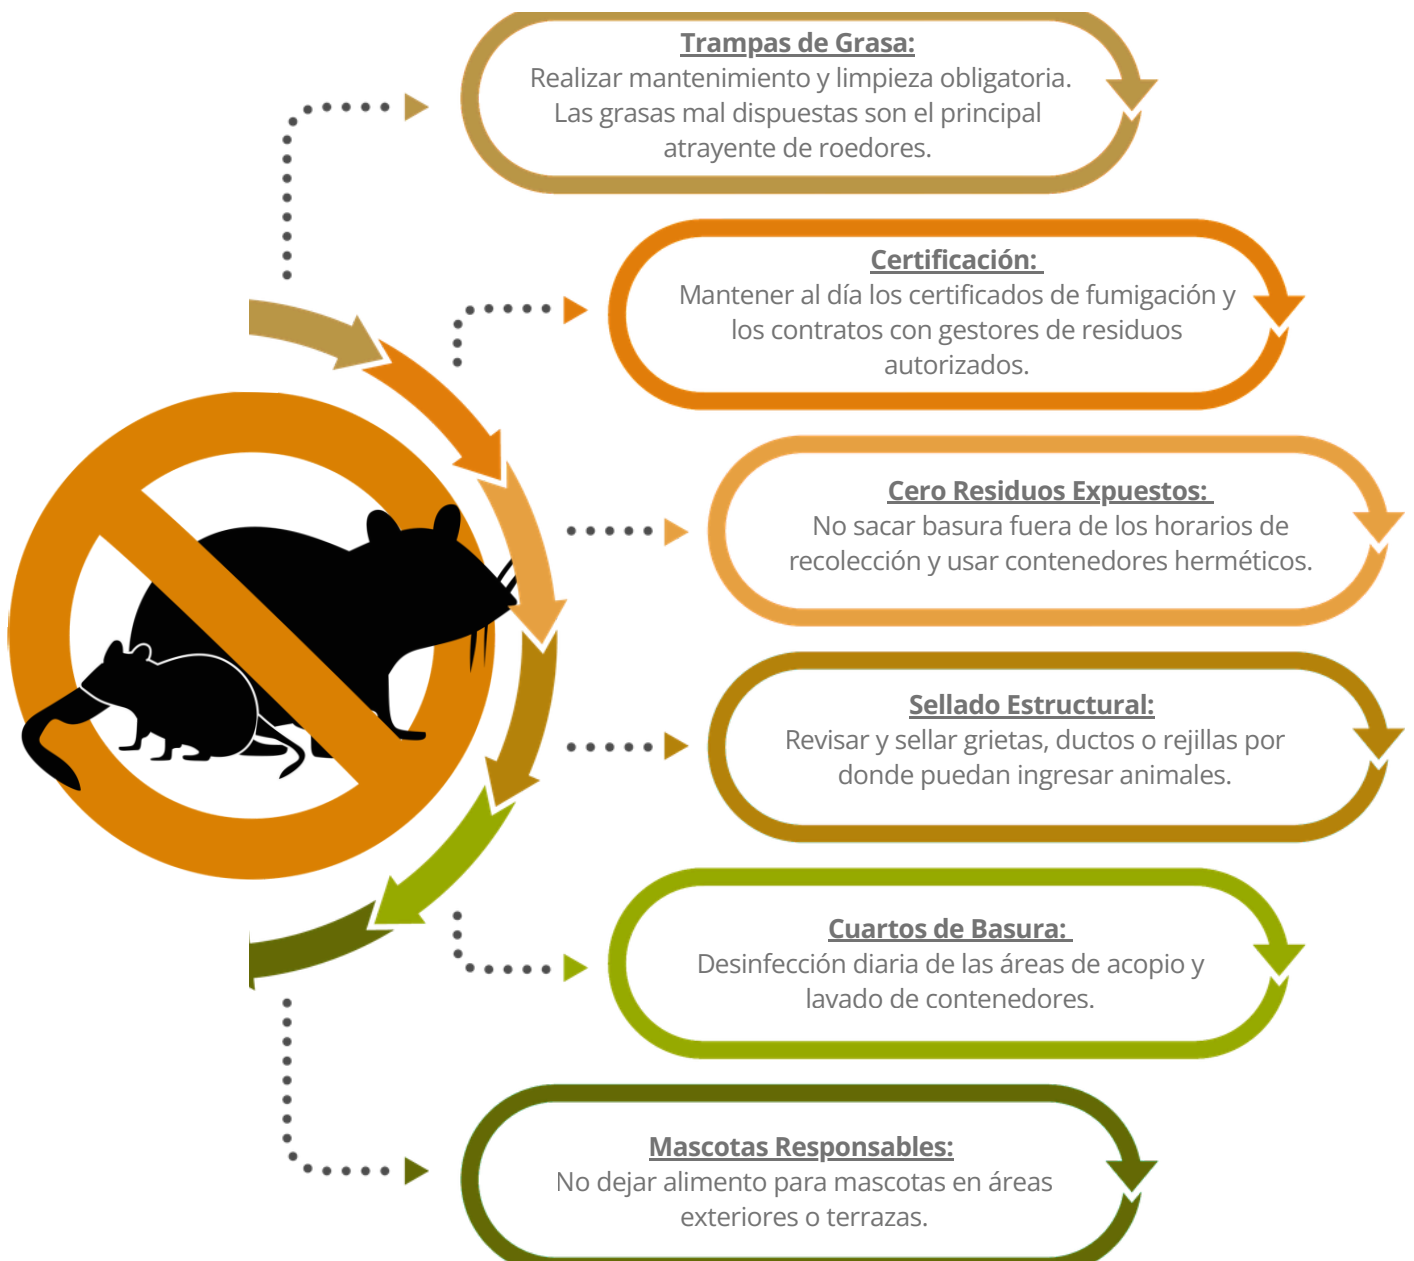 Trampas de Grasa:
Realizar mantenimiento y limpieza obligatoria.
Las grasas mal dispuestas son el principal
atrayente de roedores.
Certificación:
Mantener al día los certificados de fumigación y
los contratos con gestores de residuos
autorizados.
Cero Residuos Expuestos:
No sacar basura fuera de los horarios de
recolección y usar contenedores herméticos.
Sellado Estructural:
Revisar y sellar grietas, ductos o rejillas por
donde puedan ingresar animales.
Cuartos de Basura:
Desinfección diaria de las áreas de acopio y
lavado de contenedores.
Mascotas Responsables:
No dejar alimento para mascotas en áreas
exteriores o terrazas.